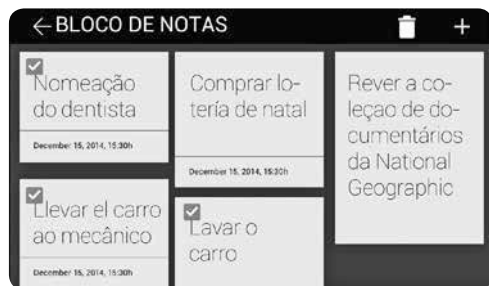 BLOCO DE NOTAS
Nomeação
do dentista
December 15, 2014, 15:30h
Llevar el carro
ao mecânico
December 15, 2014, 15:30h
Comprar lo-
tería de natal
December 15, 2014, 15:30h
Lavar o
carro
Rever a co-
leçao de do-
cumentários
da National
Geographic